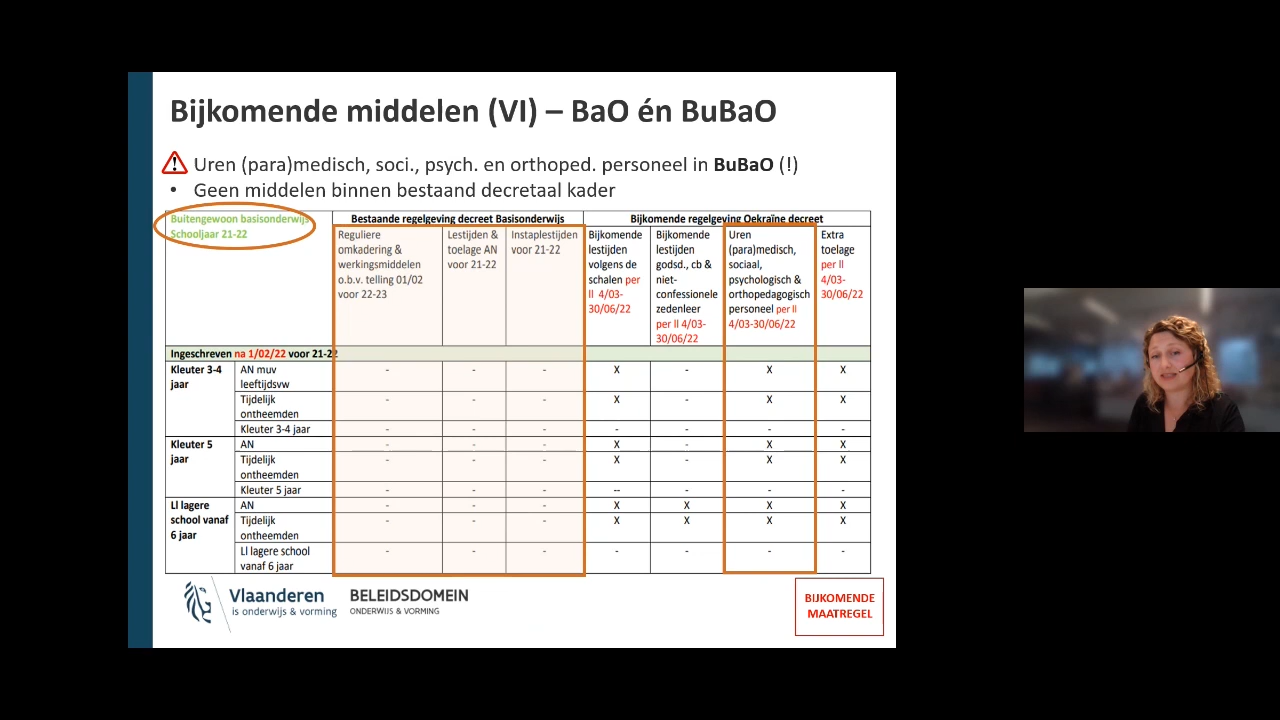 Bijkomende middelen (VI) – BaO én BuBaO
Uren (para)medisch, soci., psych. en orthoped. personeel in BuBaO (!)
• Geen middelen binnen bestaand decretaal kader
Buitengewoon basisonderwijs
Schooljaar 21-22
Bestaande regelgeving decreet Basisonderwijs
Bijkomende regelgeving Oekraïne decreet
Reguliere
omkadering &
werkingsmiddelen
o.b.v. telling 01/02
voor 22-23
Lestijden &
toelage AN
voor 21-22
Instaplestijden
voor 21-22
Bijkomende
lestijden
volgens de
schalen per
ll 4/03-
30/06/22
Bijkomende
lestijden
godsd., cb &
niet-
confessionele
zedenleer
per ll 4/03-
30/06/22
Uren
(para)medisch,
sociaal,
psychologisch &
orthopedagogisch
personeel per ll
4/03-30/06/22
Extra
toelage
per ll
4/03-
30/06/22
Ingeschreven na 1/02/22 voor 21-22
Kleuter 3-4
jaar
AN muv
leeftijdsvw
- - - X - X X
Tijdelijk
ontheemden
- - - X - X X
Kleuter 3-4 jaar - - - - - - -
Kleuter 5
jaar
AN - - - X - X X
Tijdelijk
ontheemden
- - - X - X X
Kleuter 5 jaar - - - -- - - -
Ll lagere
school vanaf
6 jaar
AN - - - X X X X
Tijdelijk
ontheemden
- - - X X X X
Ll lagere school
vanaf 6 jaar
- - - - - - -
Vlaanderen
is onderwijs & vorming
BELEIDSDOMEIN
ONDERWIJS & VORMING
BIJKOMENDE
MAATREGEL